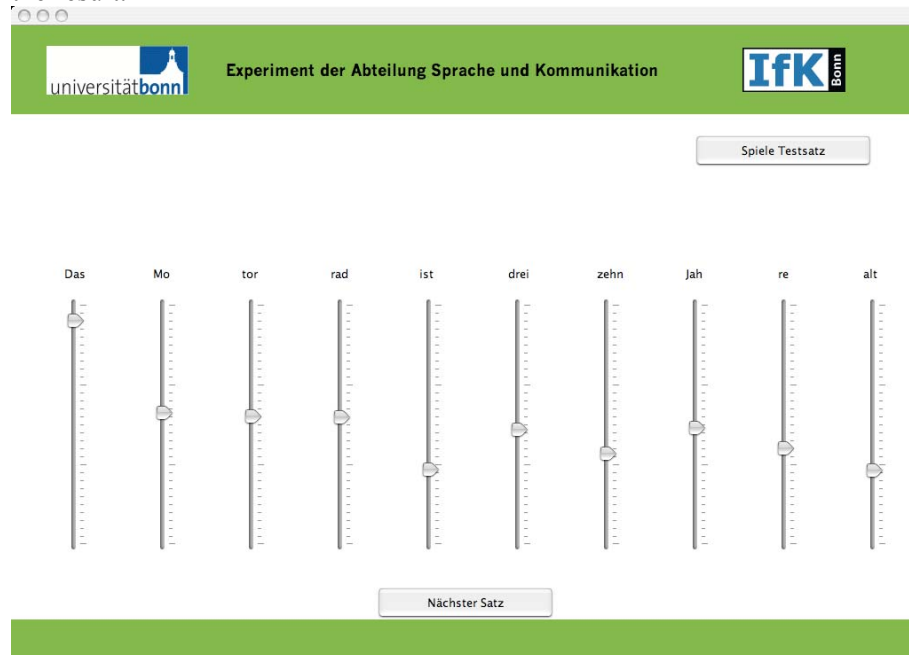 universitätbonn
Experiment der Abteilung Sprache und Kommunikation
IfK Bonn
Spiele Testsatz
Das Mo tor rad ist drei zehn Jah re alt
Nächster Satz